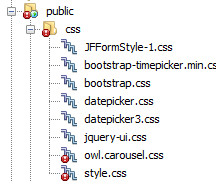 public
css
JFFormStyle-1.css
bootstrap-timepicker.min.cs
bootstrap.css
datepicker.css
datepicker3.css
jquery-ui.css
owl.carousel.css
style.css